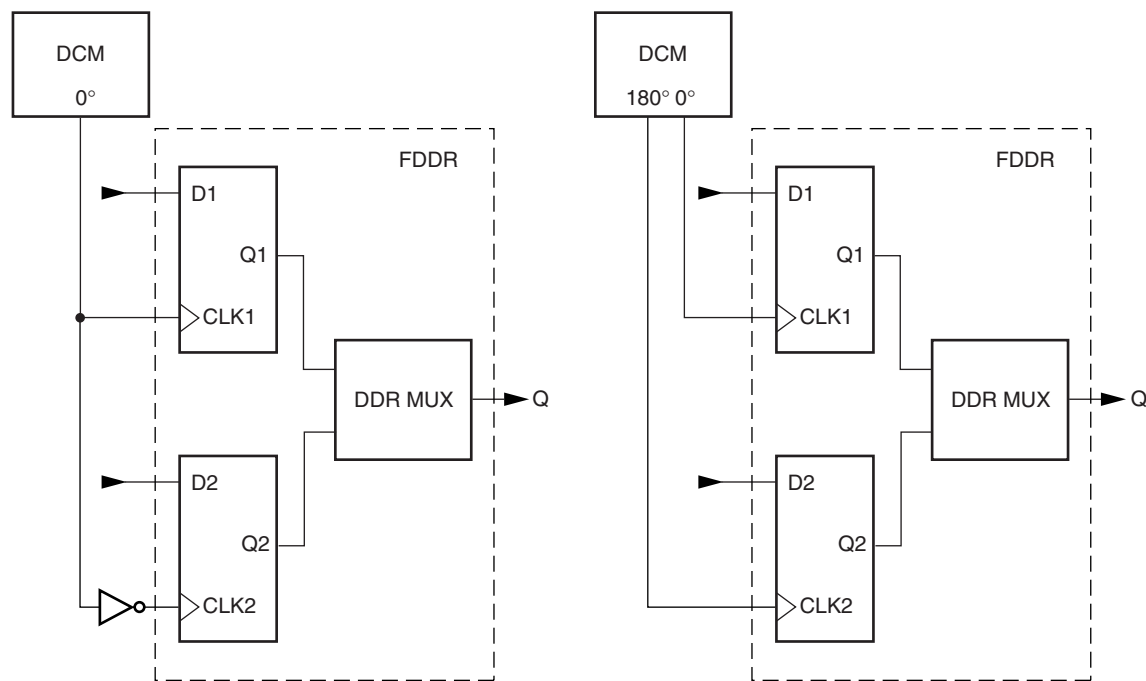 DCM
0°
FDDR
D1
Q1
CLK1
DDR MUX
Q
D2
Q2
CLK2
DCM
180° 0°
FDDR
D1
Q1
CLK1
DDR MUX
Q
D2
Q2
CLK2